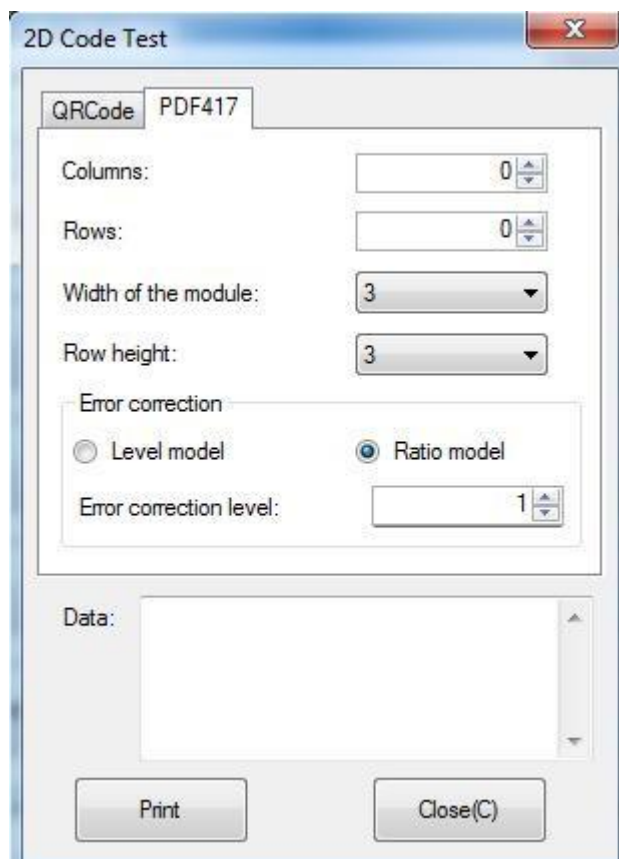 2D Code Test
QRCode PDF417
Columns: 0
Rows: 0
Width of the module: 3
Row height: 3
Error correction
Level model Ratio model
Error correction level: 1
Data:
Print Close(C)